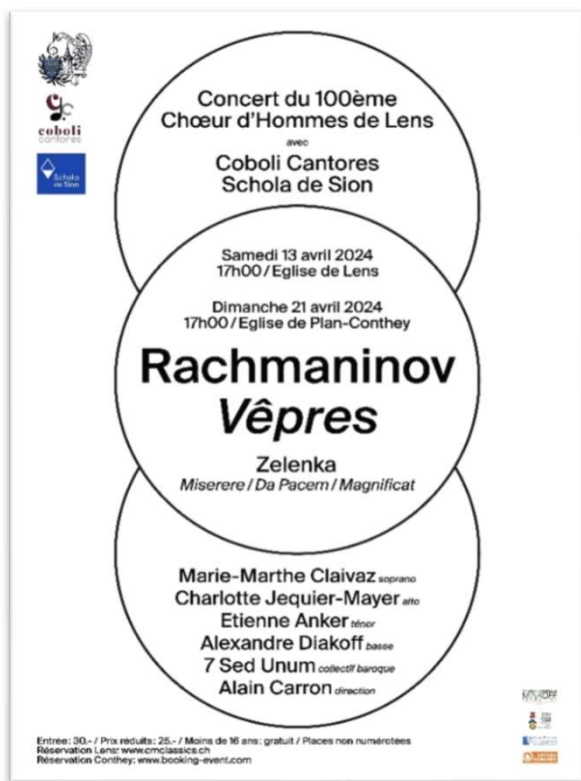 coboli
cantores
Schola
de Sion
Concert du 100ème
Chœur d'Hommes de Lens
avec
Coboli Cantores
Schola de Sion
Samedi 13 avril 2024
17h00/Eglise de Lens
Dimanche 21 avril 2024
17h00/Eglise de Plan-Conthey
Rachmaninov
Vêpres
Zelenka
Miserere/Da Pacem/Magnificat
Marie-Marthe Claivaz soprano
Charlotte Jequier-Mayer alto
Etienne Anker ténor
Alexandre Diakoff basse
7 Sed Unum collectif baroque
Alain Carron direction
Entrée: 30.- / Prix réduits: 25.- / Moins de 16 ans: gratuit / Places non numérotées
Réservation Lens: www.cmclassics.ch
Réservation Conthey: www.booking-event.com